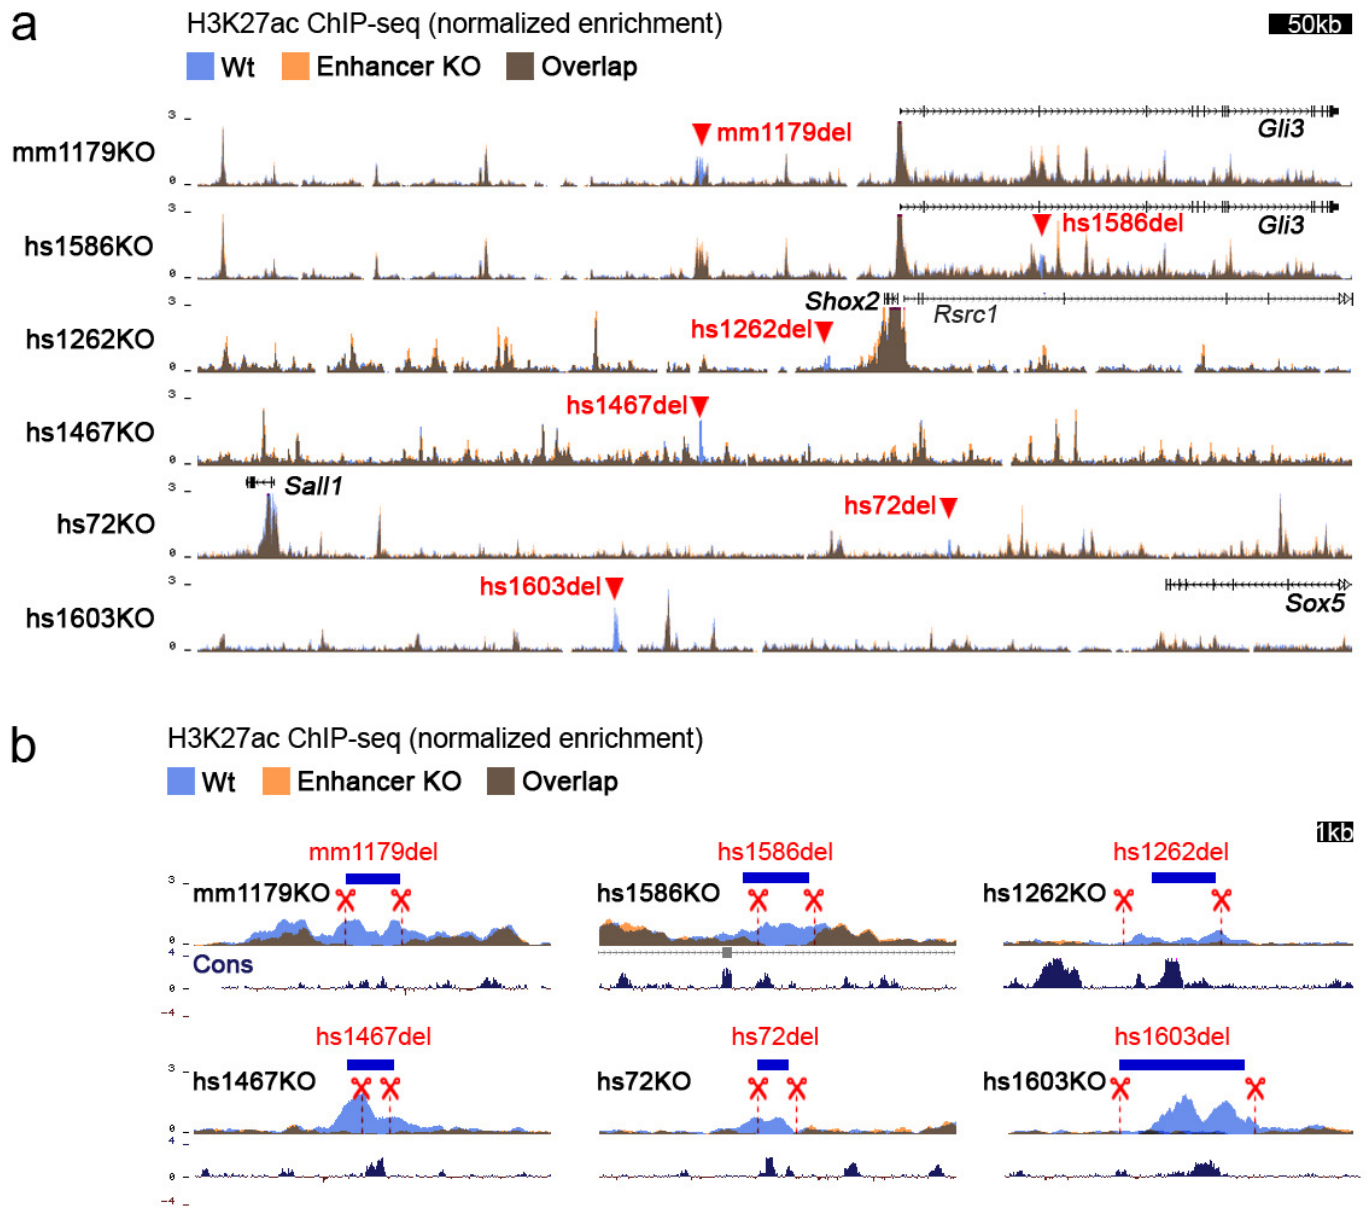 a
H3K27ac ChIP-seq (normalized enrichment)
50kb
Wt Enhancer KO Overlap
3
mm1179del
Gli3
mm1179KO
0
3
hs1586del
Gli3
hs1586KO
0
3
Shox2
Rsrc1
hs1262del
hs1262KO
0
3
hs1467del
hs1467KO
0
Sall1
3
hs72del
hs72KO
0
3
hs1603del
Sox5
hs1603KO
0
b
H3K27ac ChIP-seq (normalized enrichment)
Wt Enhancer KO Overlap
1kb
mm1179del hs1586del hs1262del
3
mm1179KO hs1586KO hs1262KO
0
4
Cons
0
-4
hs1467del hs72del hs1603del
3
hs1467KO hs72KO hs1603KO
0
4
0
-4